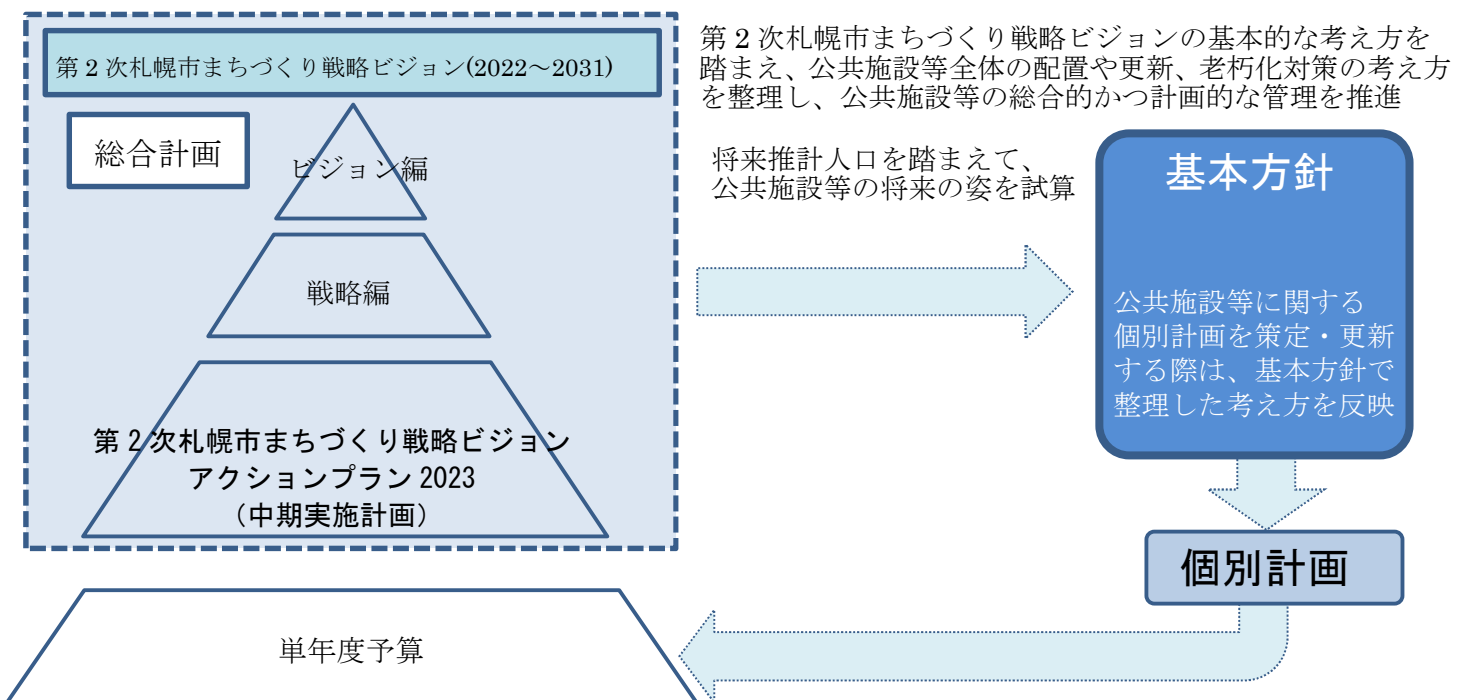 第2次札幌市まちづくり戦略ビジョン(2022～2031)
総合計画
ビジョン編
戦略編
第2次札幌市まちづくり戦略ビジョン
アクションプラン2023
（中期実施計画）
単年度予算
第2次札幌市まちづくり戦略ビジョンの基本的な考え方を
踏まえ、公共施設等全体の配置や更新、老朽化対策の考え方
を整理し、公共施設等の総合的かつ計画的な管理を推進
将来推計人口を踏まえて、
公共施設等の将来の姿を試算
基本方針
公共施設等に関する
個別計画を策定・更新
する際は、基本方針で
整理した考え方を反映
個別計画